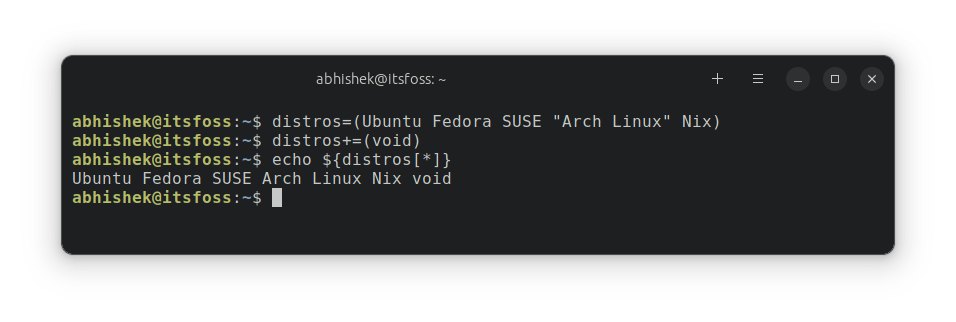 abhishek@itsfoss: ~
abhishek@itsfoss:~$ distros=(Ubuntu Fedora SUSE "Arch Linux" Nix)
abhishek@itsfoss:~$ distros+=(void)
abhishek@itsfoss:~$ echo ${distros[*]}
Ubuntu Fedora SUSE Arch Linux Nix void
abhishek@itsfoss:~$